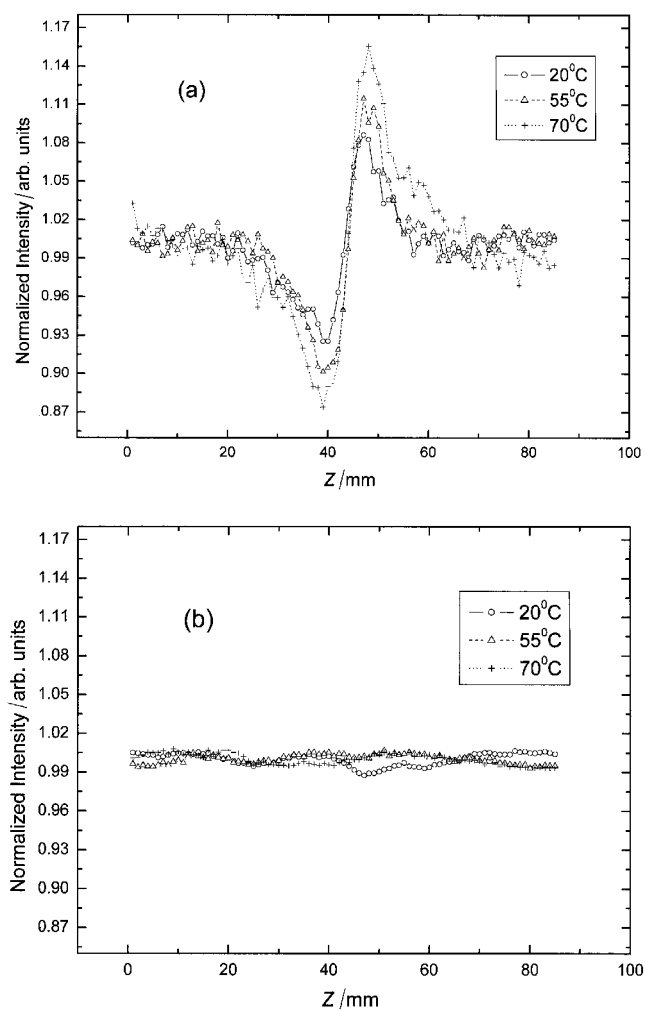 1.17
1.14
1.11
1.08
1.05
1.02
0.99
0.96
0.93
0.90
0.87
Normalized Intensity/arb. units
(a)
20⁰C
55⁰C
70⁰C
0 20 40 60 80 100
Z/mm
1.17
1.14
1.11
1.08
1.05
1.02
0.99
0.96
0.93
0.90
0.87
Normalized Intensity/arb. units
(b)
20⁰C
55⁰C
70⁰C
0 20 40 60 80 100
Z/mm